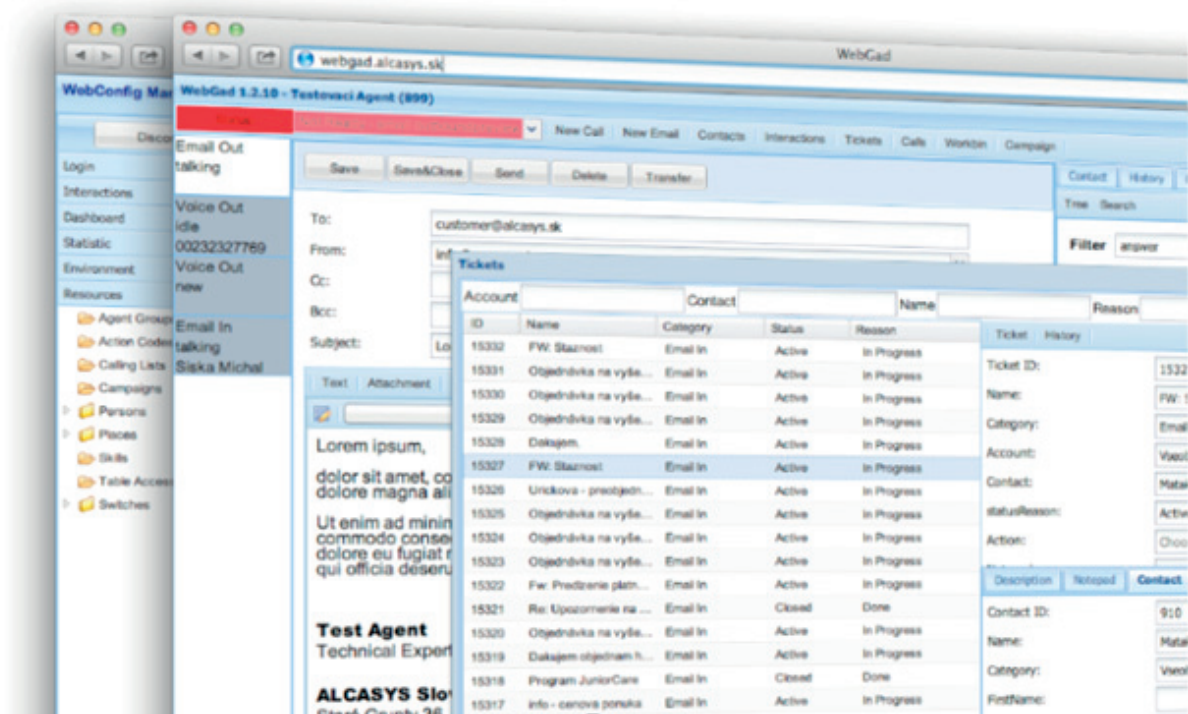 WebGad
webgad.alcasys.sk
WebConfig
WebGad 1.2.10 - Testovaci Agent (899)
Status
New Call New Email Contacts Interactions Tickets Calls Workbin Campaign
Login
Interactions
Dashboard
Statistic
Environment
Resources
Agent
Action Codes
Calling Lists
Campaigns
Persons
Places
Skills
Table
Switches
Email Out
talking
Voice Out
idle
00232327769
Voice Out
new
Email In
talking
Siska Michal
Save Save&Close Send Delete Transfer
To: customer@alcasys.sk
From:
Cc:
Bcc:
Subject:
Text Attachment
Lorem ipsum,
dolor sit amet,
dolore magna
Ut enim ad
commodo
dolore eu fugiat
qui officia
Test Agent
Technical
ALCASYS
Contact History
Tree Search
Filter answer
Tickets
Account Contact Name Reason
ID Name Category Status Reason
15332 FW: Staznost Email In Active In Progress
15331 Objednávka na vyše... Email In Active In Progress
15330 Objednávka na vyše... Email In Active In Progress
15329 Objednávka na vyše... Email In Active In Progress
15328 Dakujem. Email In Active In Progress
15327 FW: Staznost Email In Active In Progress
15326 Urickova - preobjedn... Email In Active In Progress
15325 Objednávka na vyše... Email In Active In Progress
15324 Objednávka na vyše... Email In Active In Progress
15323 Objednávka na vyše... Email In Active In Progress
15322 Fw: Predlzenie platn... Email In Active In Progress
15321 Re: Upozornenie na ... Email In Closed Done
15320 Objednávka na vyše... Email In Active In Progress
15319 Dakujem objednam h... Email In Active In Progress
15318 Program JuniorCare Email In Closed Done
15317 info - cenova ponuka Email In Active In Progress
Ticket History
Ticket ID: 1532
Name: FW:
Category: Email
Account:
Contact:
statusReason:
Action:
Description Notepad Contact
Contact ID: 910
Name:
Category:
FirstName: